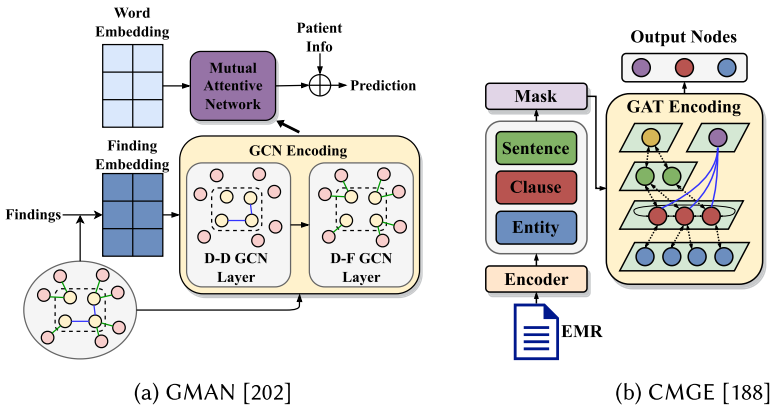 Word
Embedding
Mutual
Attentive
Network
Patient
Info
Prediction
Finding
Embedding
Findings
GCN Encoding
D-D GCN
Layer
D-F GCN
Layer
(a) GMAN [202]
Output Nodes
Mask
GAT Encoding
Sentence
Clause
Entity
Encoder
EMR
(b) CMGE [188]